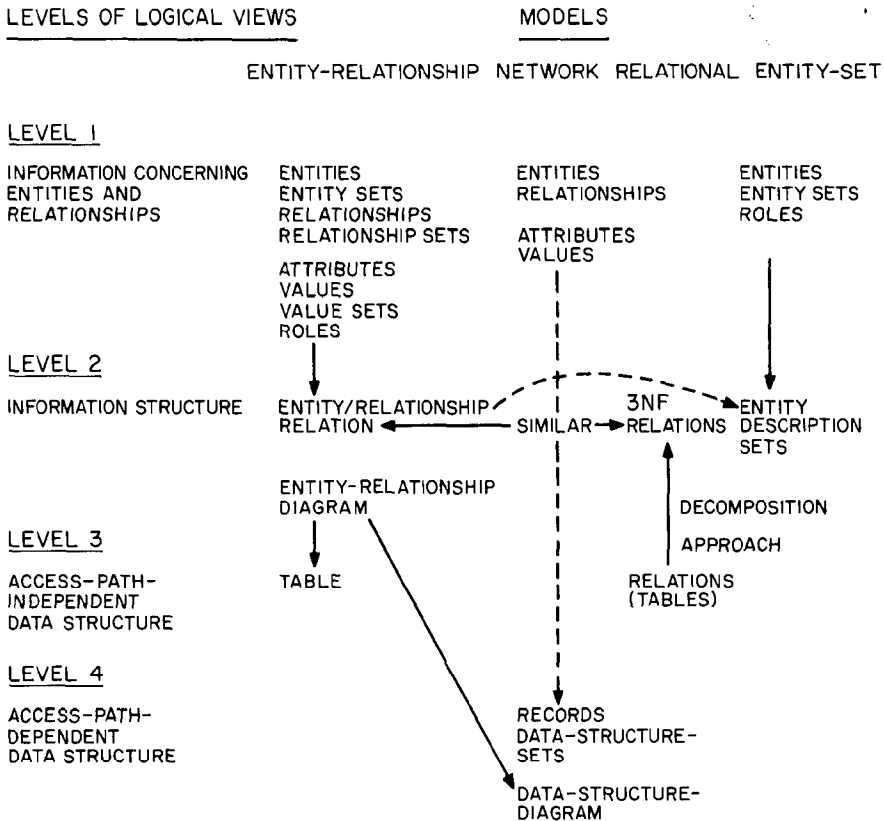 LEVELS OF LOGICAL VIEWS MODELS
ENTITY-RELATIONSHIP NETWORK RELATIONAL ENTITY-SET
LEVEL 1
INFORMATION CONCERNING ENTITIES ENTITIES ENTITIES
ENTITIES AND ENTITY SETS RELATIONSHIPS ENTITY SETS
RELATIONSHIPS RELATIONSHIPS ROLES
RELATIONSHIP SETS ATTRIBUTES
VALUES
ATTRIBUTES
VALUES
VALUE SETS
ROLES
LEVEL 2
INFORMATION STRUCTURE ENTITY/RELATIONSHIP 3NF ENTITY
RELATION SIMILAR RELATIONS DESCRIPTION
SETS
ENTITY-RELATIONSHIP
DIAGRAM DECOMPOSITION
LEVEL 3 APPROACH
ACCESS-PATH- TABLE RELATIONS
INDEPENDENT (TABLES)
DATA STRUCTURE
LEVEL 4
ACCESS-PATH- RECORDS
DEPENDENT DATA-STRUCTURE-
DATA STRUCTURE SETS
DATA-STRUCTURE-
DIAGRAM